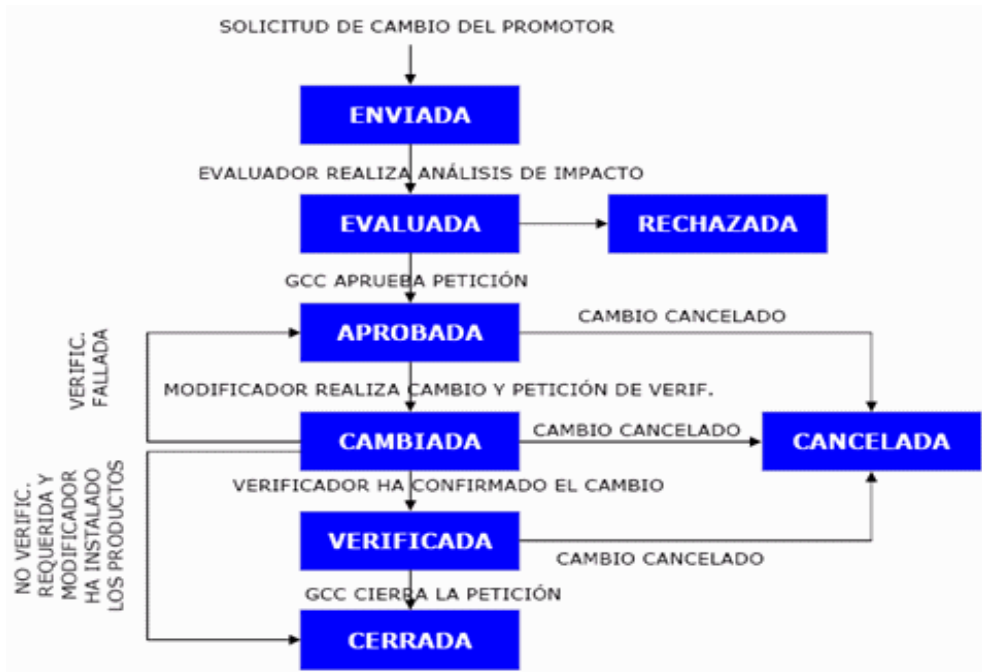 SOLICITUD DE CAMBIO DEL PROMOTOR
ENVIADA
EVALUADOR REALIZA ANÁLISIS DE IMPACTO
EVALUADA
RECHAZADA
GCC APRUEBA PETICIÓN
APROBADA
CAMBIO CANCELADO
VERIFIC.
FALLADA
MODIFICADOR REALIZA CAMBIO Y PETICIÓN DE VERIF.
CAMBIADA
CAMBIO CANCELADO
CANCELADA
NO VERIFIC.
REQUERIDA Y
MODIFICADOR
HA INSTALADO
LOS PRODUCTOS
VERIFICADOR HA CONFIRMADO EL CAMBIO
VERIFICADA
CAMBIO CANCELADO
GCC CIERRA LA PETICIÓN
CERRADA